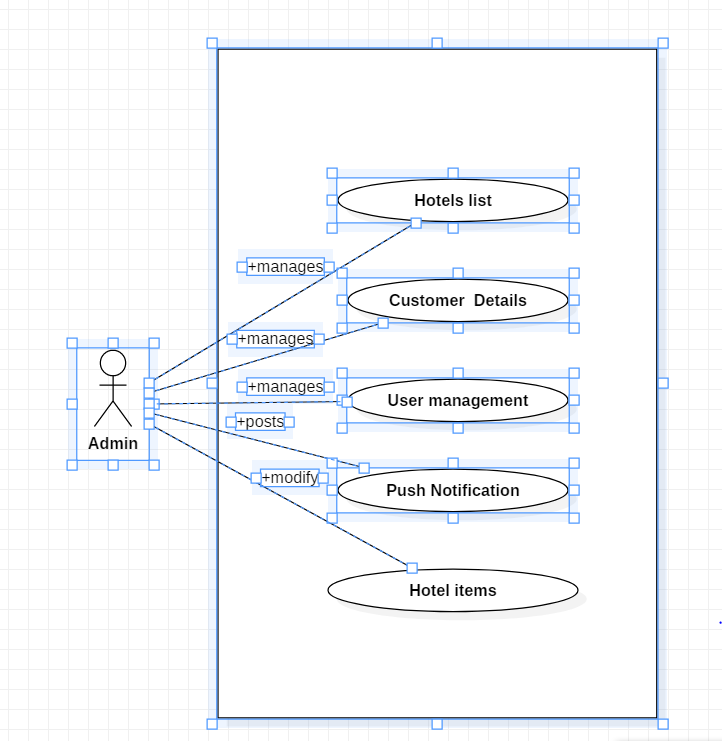 Hotels list
+manages
Customer  Details
+manages
+manages
User management
+posts
Admin
+modify
Push Notification
Hotel items